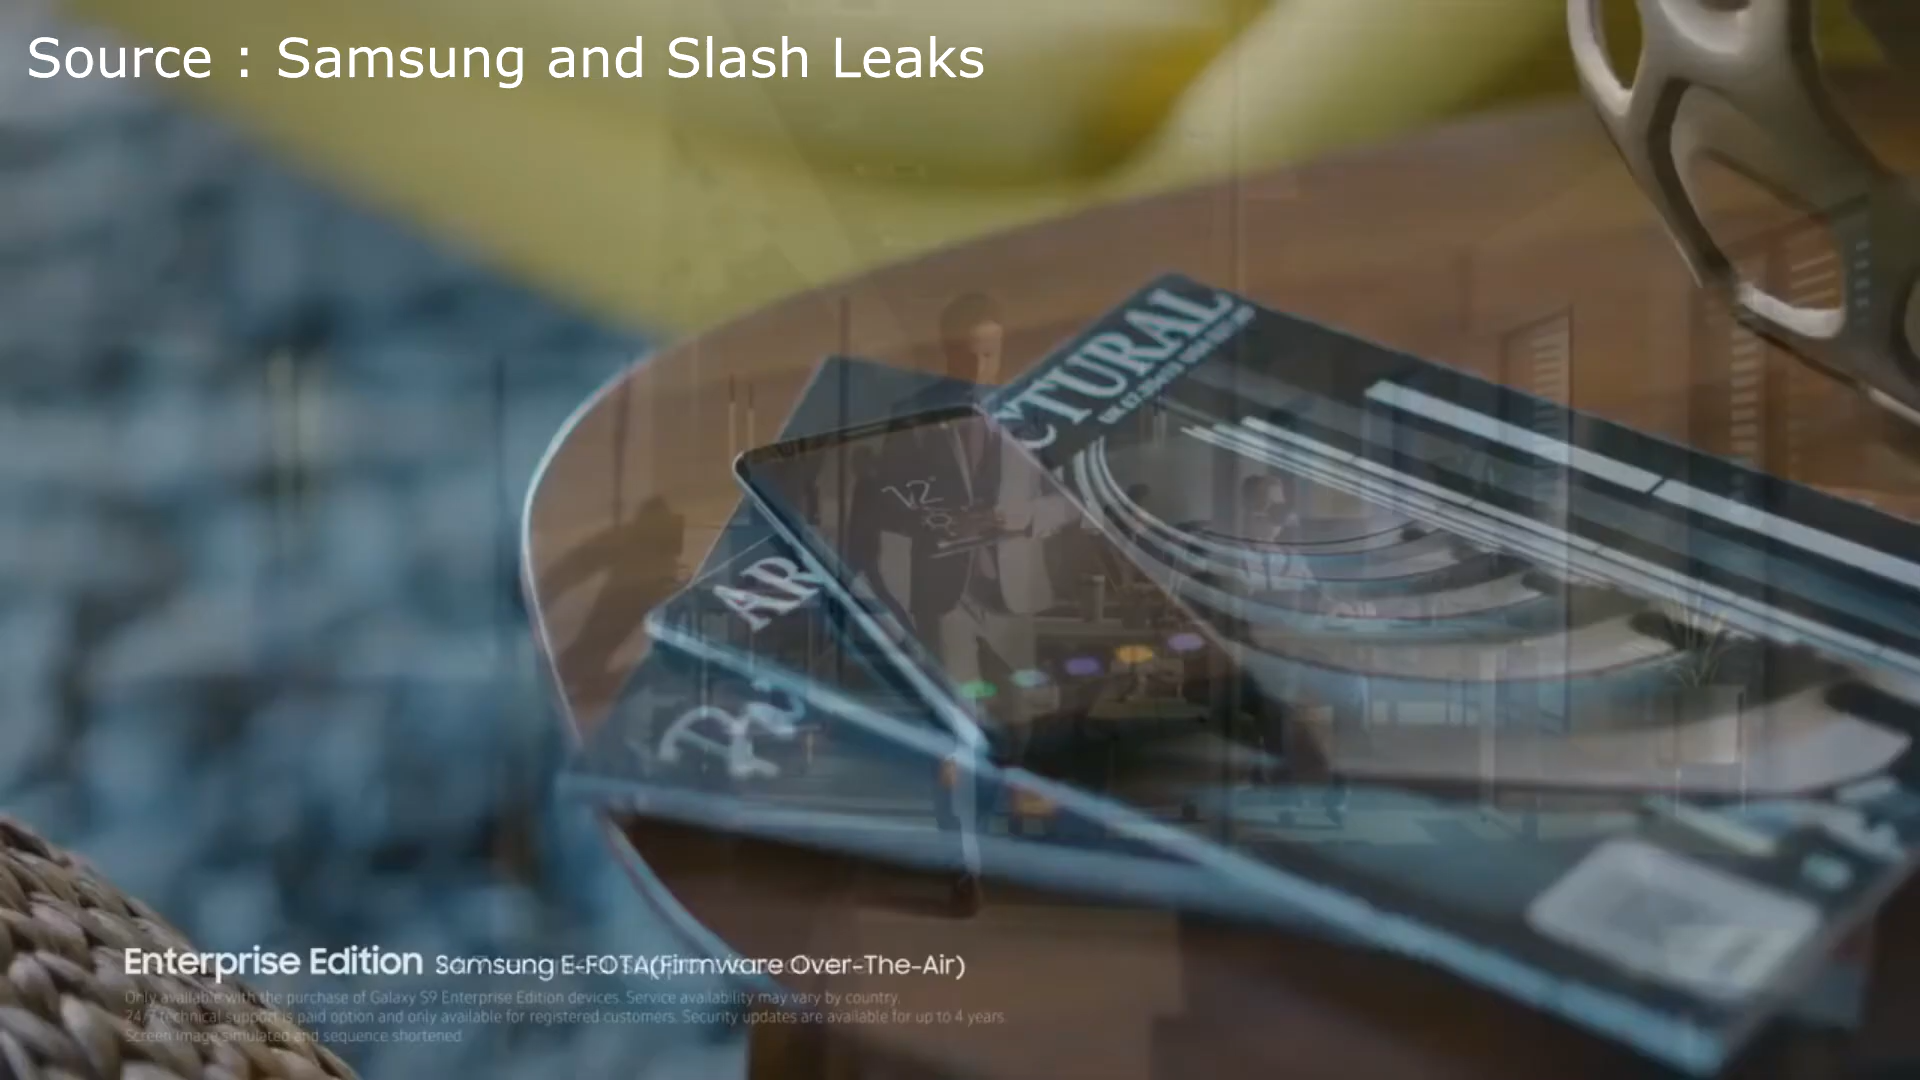 Source : Samsung and Slash Leaks
CTURAL
AR
Enterprise Edition Samsung E-FOTA(Firmware Over-The-Air)
Only available with the purchase of Galaxy S9 Enterprise Edition devices. Service availability may vary by country.
24/7 technical support is paid option and only available for registered customers. Security updates are available for up to 4 years.
Screen image simulated and sequence shortened.